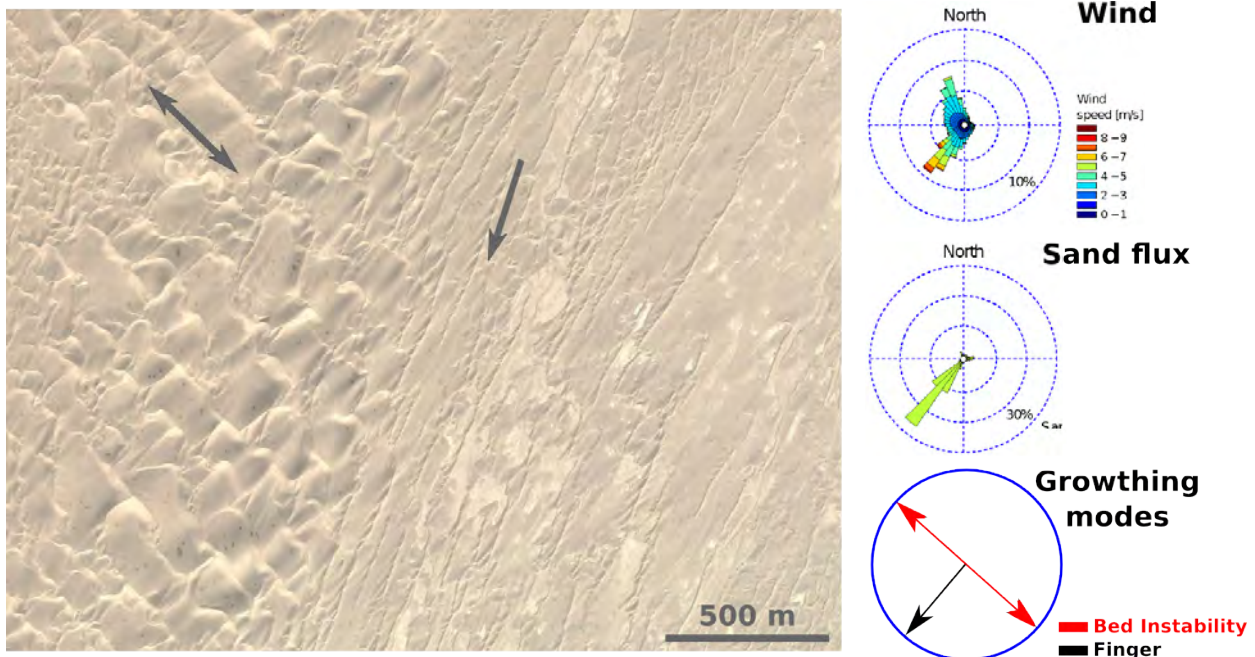 500 m
Wind
North
10%
Wind
speed [m/s]
8 −9
6 −7
4 −5
2 −3
0 −1
Sand flux
North
30%
Growthing
modes
Bed Instability
Finger